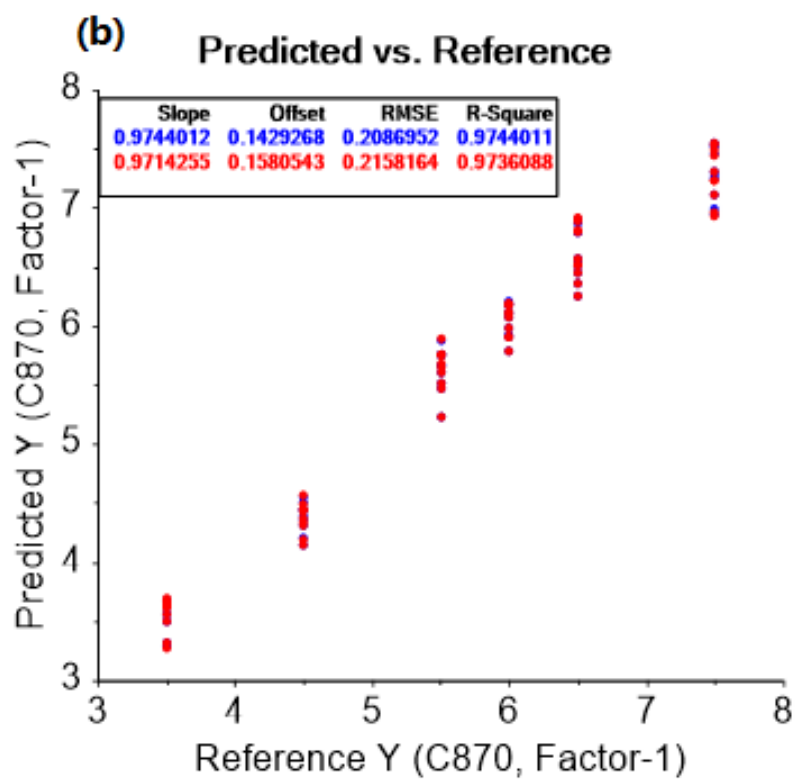 (b)
Predicted vs. Reference
8
Slope Offset RMSE R-Square
0.9744012 0.1429268 0.2086952 0.9744011
0.9714255 0.1580543 0.2158164 0.9736088
7
6
5
4
3
Predicted Y (C870, Factor-1)
3 4 5 6 7 8
Reference Y (C870, Factor-1)